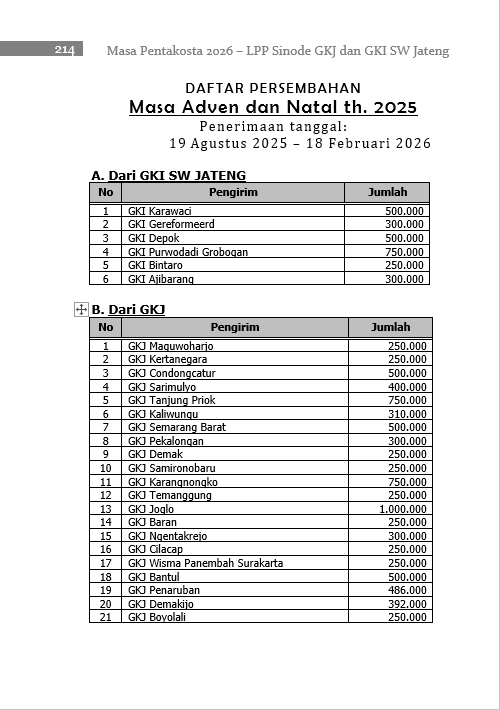 214 Masa Pentakosta 2026 – LPP Sinode GKJ dan GKI SW Jateng
DAFTAR PERSEMBAHAN
Masa Adven dan Natal th. 2025
Penerimaan tanggal:
19 Agustus 2025 – 18 Februari 2026
A. Dari GKI SW JATENG
No Pengirim Jumlah
1 GKI Karawaci 500.000
2 GKI Gereformeerd 300.000
3 GKI Depok 500.000
4 GKI Purwodadi Grobogan 750.000
5 GKI Bintaro 250.000
6 GKI Ajibarang 300.000
B. Dari GKJ
No Pengirim Jumlah
1 GKJ Maguwoharjo 250.000
2 GKJ Kertanegara 250.000
3 GKJ Condongcatur 500.000
4 GKJ Sarimulyo 400.000
5 GKJ Tanjung Priok 750.000
6 GKJ Kaliwungu 310.000
7 GKJ Semarang Barat 500.000
8 GKJ Pekalongan 300.000
9 GKJ Demak 250.000
10 GKJ Samironobaru 250.000
11 GKJ Karangnongko 750.000
12 GKJ Temanggung 250.000
13 GKJ Joglo 1.000.000
14 GKJ Baran 250.000
15 GKJ Ngentakrejo 300.000
16 GKJ Cilacap 250.000
17 GKJ Wisma Panembah Surakarta 250.000
18 GKJ Bantul 500.000
19 GKJ Penaruban 486.000
20 GKJ Demakijo 392.000
21 GKJ Boyolali 250.000